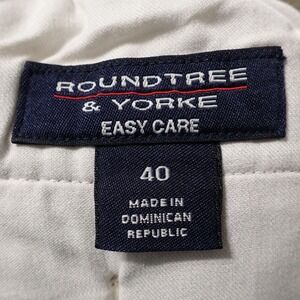 ROUNDTREE
& YORKE
EASY CARE
40
MADE IN
DOMINICAN
REPUBLIC